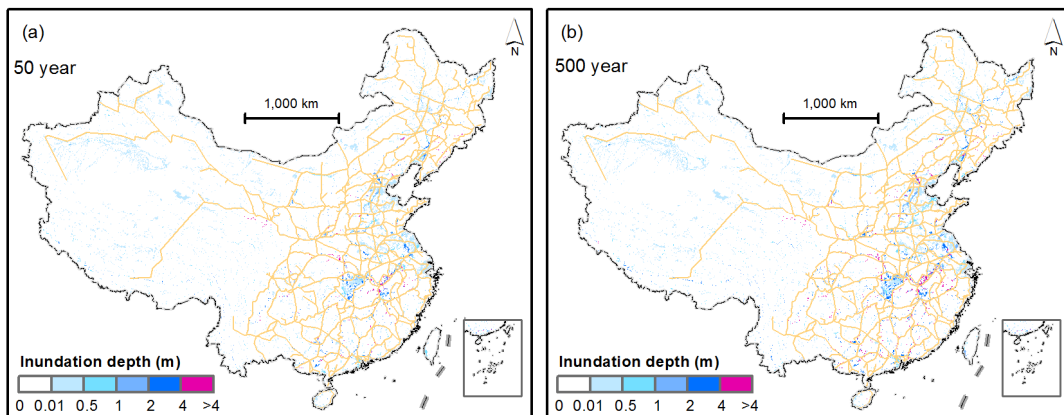 (a)
N
50 year
1,000 km
Inundation depth (m)
0 0.01 0.5 1 2 4 >4
(b)
N
500 year
1,000 km
Inundation depth (m)
0 0.01 0.5 1 2 4 >4